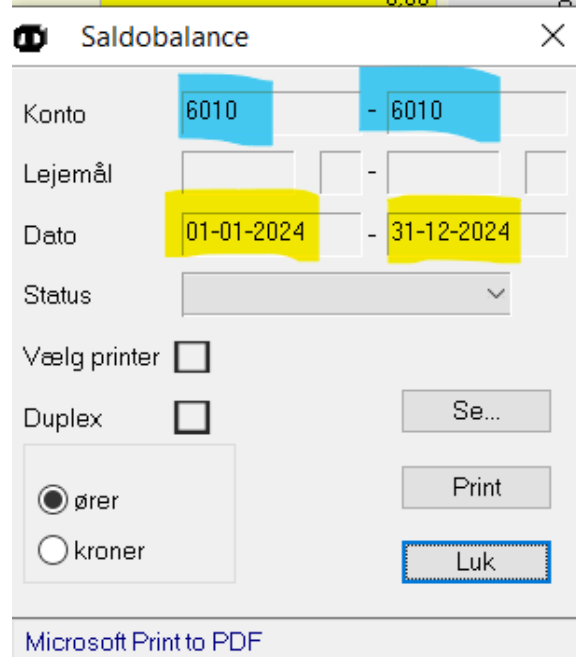 Saldobalance
Konto 6010 - 6010
Lejemål -
Dato 01-01-2024 - 31-12-2024
Status
Vælg printer
Duplex Se...
Print
ører
kroner
Luk
Microsoft Print to PDF